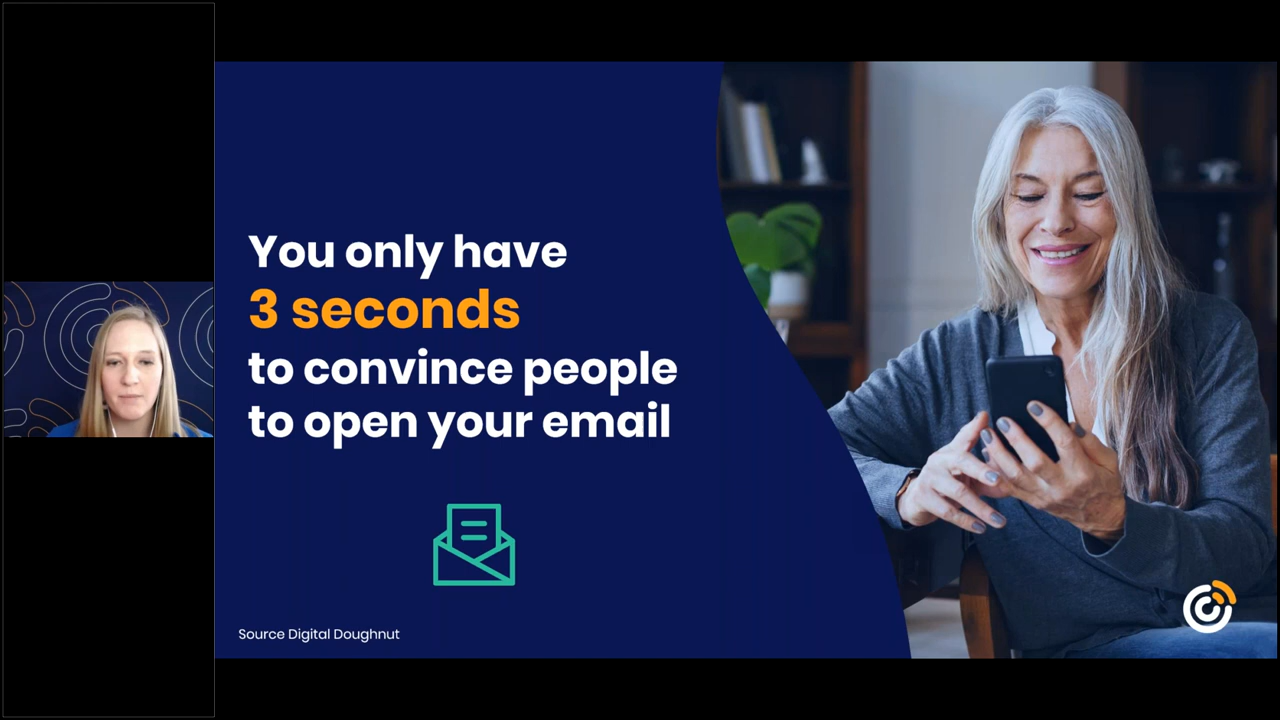 You only have
3 seconds
to convince people
to open your email
Source Digital Doughnut